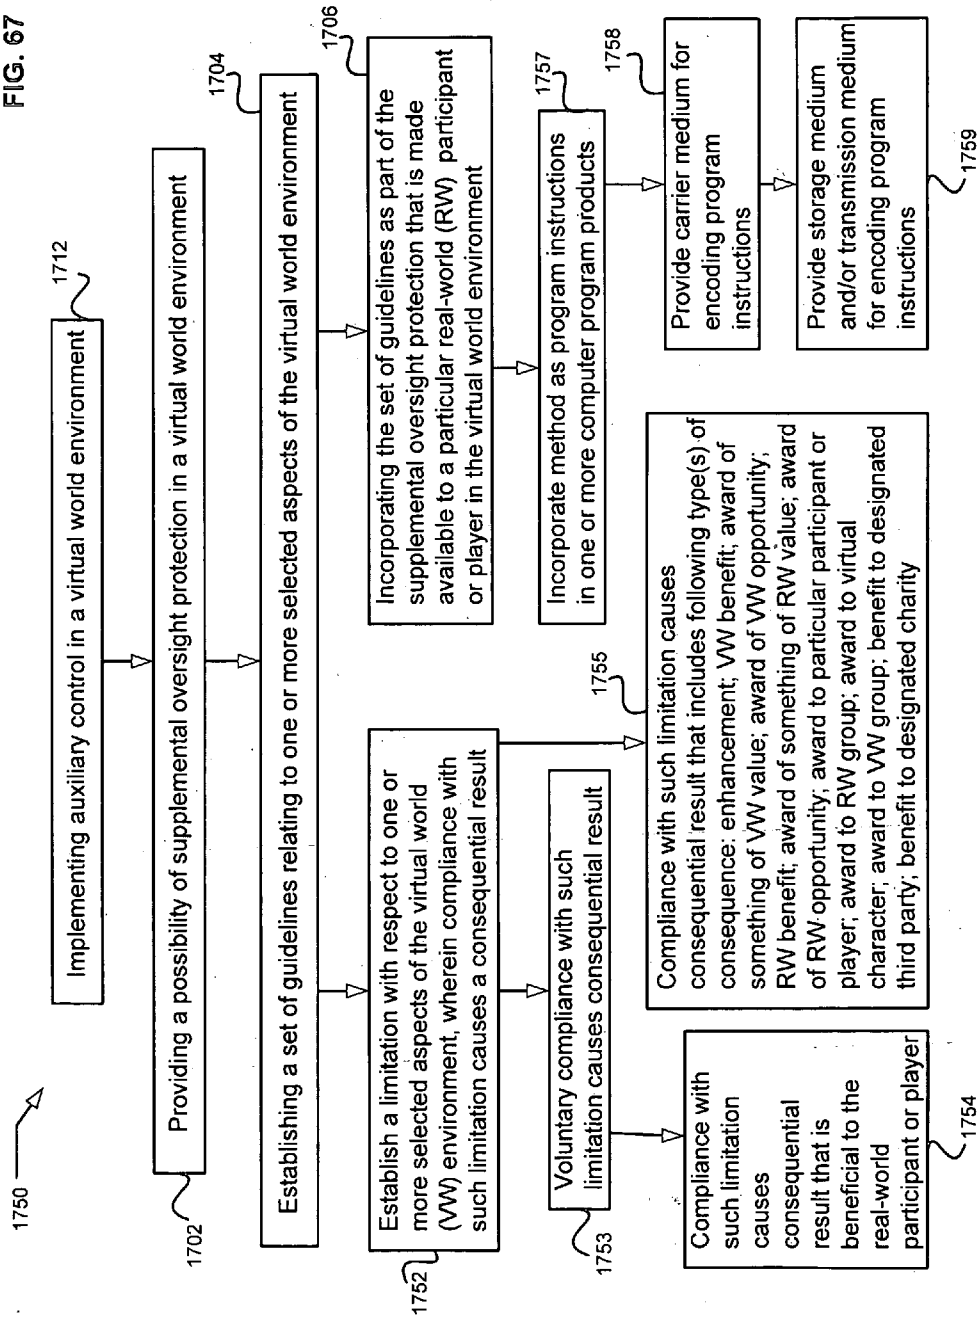 FIG. 67
1750
Implementing auxiliary control in a virtual world environment
1712
Providing a possibility of supplemental oversight protection in a virtual world environment
1702
Establishing a set of guidelines relating to one or more selected aspects of the virtual world environment
1704
Establish a limitation with respect to one or
more selected aspects of the virtual world
(VW) environment, wherein compliance with
such limitation causes a consequential result
1752
Incorporating the set of guidelines as part of the
supplemental oversight protection that is made
available to a particular real-world (RW) participant
or player in the virtual world environment
1706
Voluntary compliance with such
limitation causes consequential result
1753
Incorporate method as program instructions
in one or more computer program products
1757
Compliance with
such limitation
causes
consequential
result that is
beneficial to the
real-world
participant or player
1754
Compliance with such limitation causes
consequential result that includes following type(s) of
consequence: enhancement; VW benefit; award of
something of VW value; award of VW opportunity;
RW benefit; award of something of RW value; award
of RW opportunity; award to particular participant or
player; award to RW group; award to virtual
character; award to VW group; benefit to designated
third party; benefit to designated charity
1755
Provide carrier medium for
encoding program
instructions
1758
Provide storage medium
and/or transmission medium
for encoding program
instructions
1759